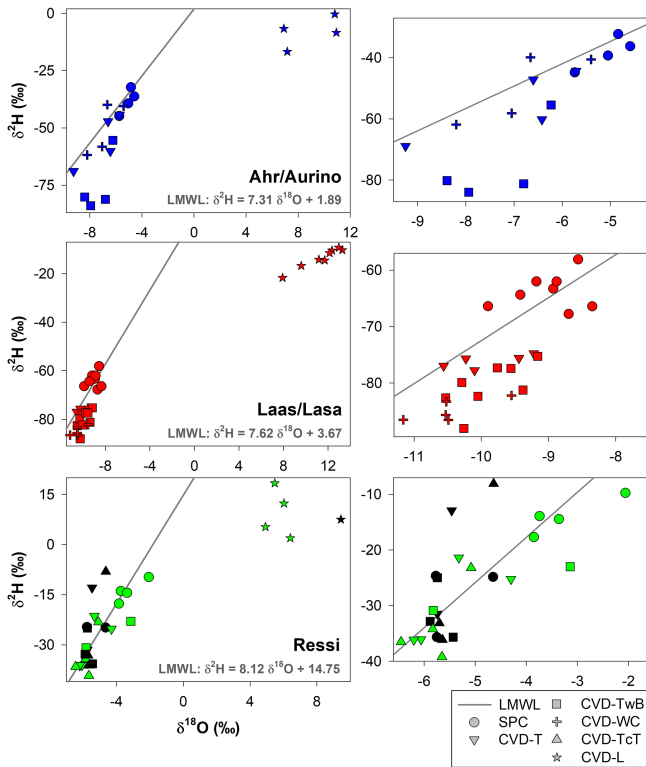 0
-25
-50
-75
δ²H (‰)
-8 -4 0 4 8 12
Ahr/Aurino
LMWL: δ²H = 7.31 δ¹⁸O + 1.89
-40
-60
-80
-9 -8 -7 -6 -5
-20
-40
-60
-80
δ²H (‰)
-8 -4 0 4 8 12
Laas/Lasa
LMWL: δ²H = 7.62 δ¹⁸O + 3.67
-60
-70
-80
-90
-11 -10 -9 -8
15
0
-15
-30
δ²H (‰)
-4 0 4 8
Ressi
LMWL: δ²H = 8.12 δ¹⁸O + 14.75
δ¹⁸O (‰)
-10
-20
-30
-40
-6 -5 -4 -3 -2
LMWL
SPC
CVD-T
CVD-TwB
CVD-WC
CVD-TcT
CVD-L